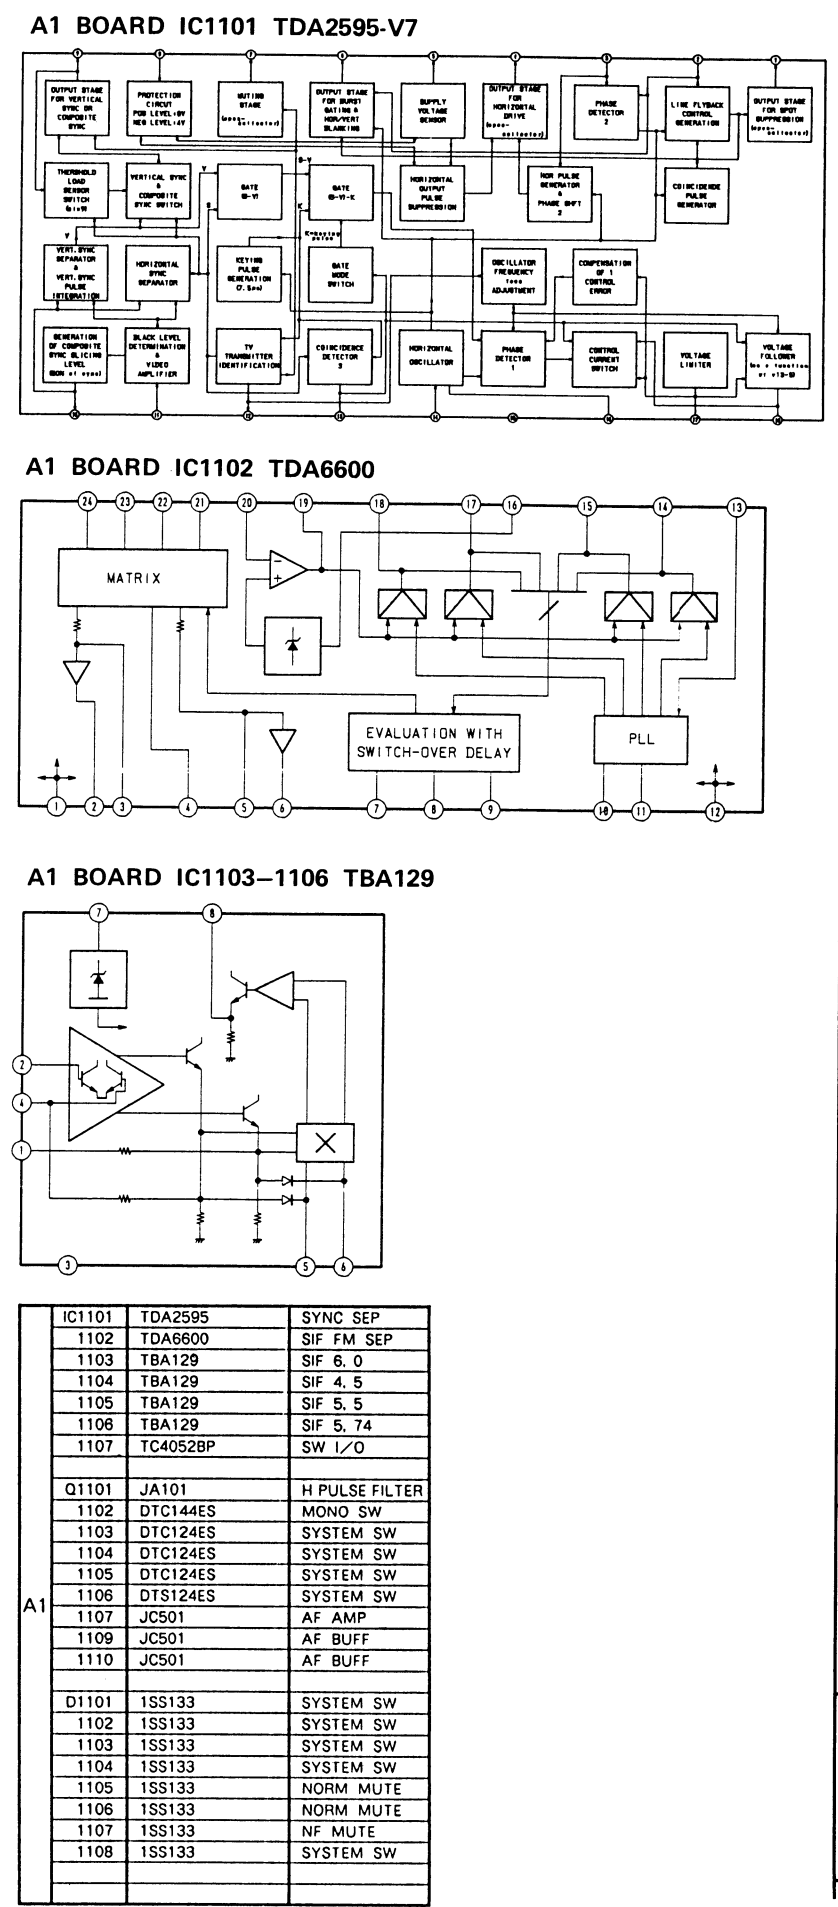 A1 BOARD IC1101 TDA2595-V7
OUTPUT STAGE
FOR VERTICAL
SYNC OR
COMPOSITE
SYNC
PROTECTION
CIRCUT
MUTING
STAGE
OUTPUT STAGE
FOR BURST
GATING &
HOR/VERT
BLANKING
SUPPLY
VOLTAGE
SENSOR
OUTPUT STAGE
FOR
HORIZONTAL
DRIVE
PHASE
DETECTOR
2
LINE FLYBACK
CONTROL
GENERATION
OUTPUT STAGE
FOR SPOT
SUPPRESSION
THERSHOLD
LOAD
SENSOR
SWITCH
VERTICAL SYNC
&
COMPOSITE
SYNC SWITCH
GATE
GATE
HORIZONTAL
OUTPUT
PULSE
SUPPRESSION
HOR PULSE
GENERATOR
&
PHASE SHFT
2
COINCIDENCE
PULSE
GENERATOR
VERT.SYNC
SEPARATOR
&
VERT.SYNC
PULSE
INTEGRATION
HORIZONTAL
SYNC
SEPARATOR
KEYING
PULSE
GENERATION
GATE
MODE
SWITCH
OSCILLATOR
FREQUENCY
ADJUSTMENT
COMPENSATION
OF 1
CONTROL
ERROR
GENERATION
OF COMPOSITE
SYNC SLICING
LEVEL
BLACK LEVEL
DETERMINATION
&
VIDEO
AMPLIFIER
TV
TRANSMITTER
IDENTIFICATION
COINCIDENCE
DETECTOR
3
HORIZONTAL
OSCILLATOR
PHASE
DETECTOR
1
CONTROL
CURRENT
SWITCH
VOLTAGE
LIMITER
VOLTAGE
FOLLOWER
A1 BOARD IC1102 TDA6600
24 23 22 21 20 19 18 17 16 15 14 13
MATRIX
EVALUATION WITH
SWITCH-OVER DELAY
PLL
1 2 3 4 5 6 7 8 9 10 11 12
A1 BOARD IC1103–1106 TBA129
7 8
2
4
1
3 5 6
A1
IC1101 TDA2595 SYNC SEP
1102 TDA6600 SIF FM SEP
1103 TBA129 SIF 6, 0
1104 TBA129 SIF 4, 5
1105 TBA129 SIF 5, 5
1106 TBA129 SIF 5, 74
1107 TC4052BP SW I/O
Q1101 JA101 H PULSE FILTER
1102 DTC144ES MONO SW
1103 DTC124ES SYSTEM SW
1104 DTC124ES SYSTEM SW
1105 DTC124ES SYSTEM SW
1106 DTS124ES SYSTEM SW
1107 JC501 AF AMP
1109 JC501 AF BUFF
1110 JC501 AF BUFF
D1101 1SS133 SYSTEM SW
1102 1SS133 SYSTEM SW
1103 1SS133 SYSTEM SW
1104 1SS133 SYSTEM SW
1105 1SS133 NORM MUTE
1106 1SS133 NORM MUTE
1107 1SS133 NF MUTE
1108 1SS133 SYSTEM SW